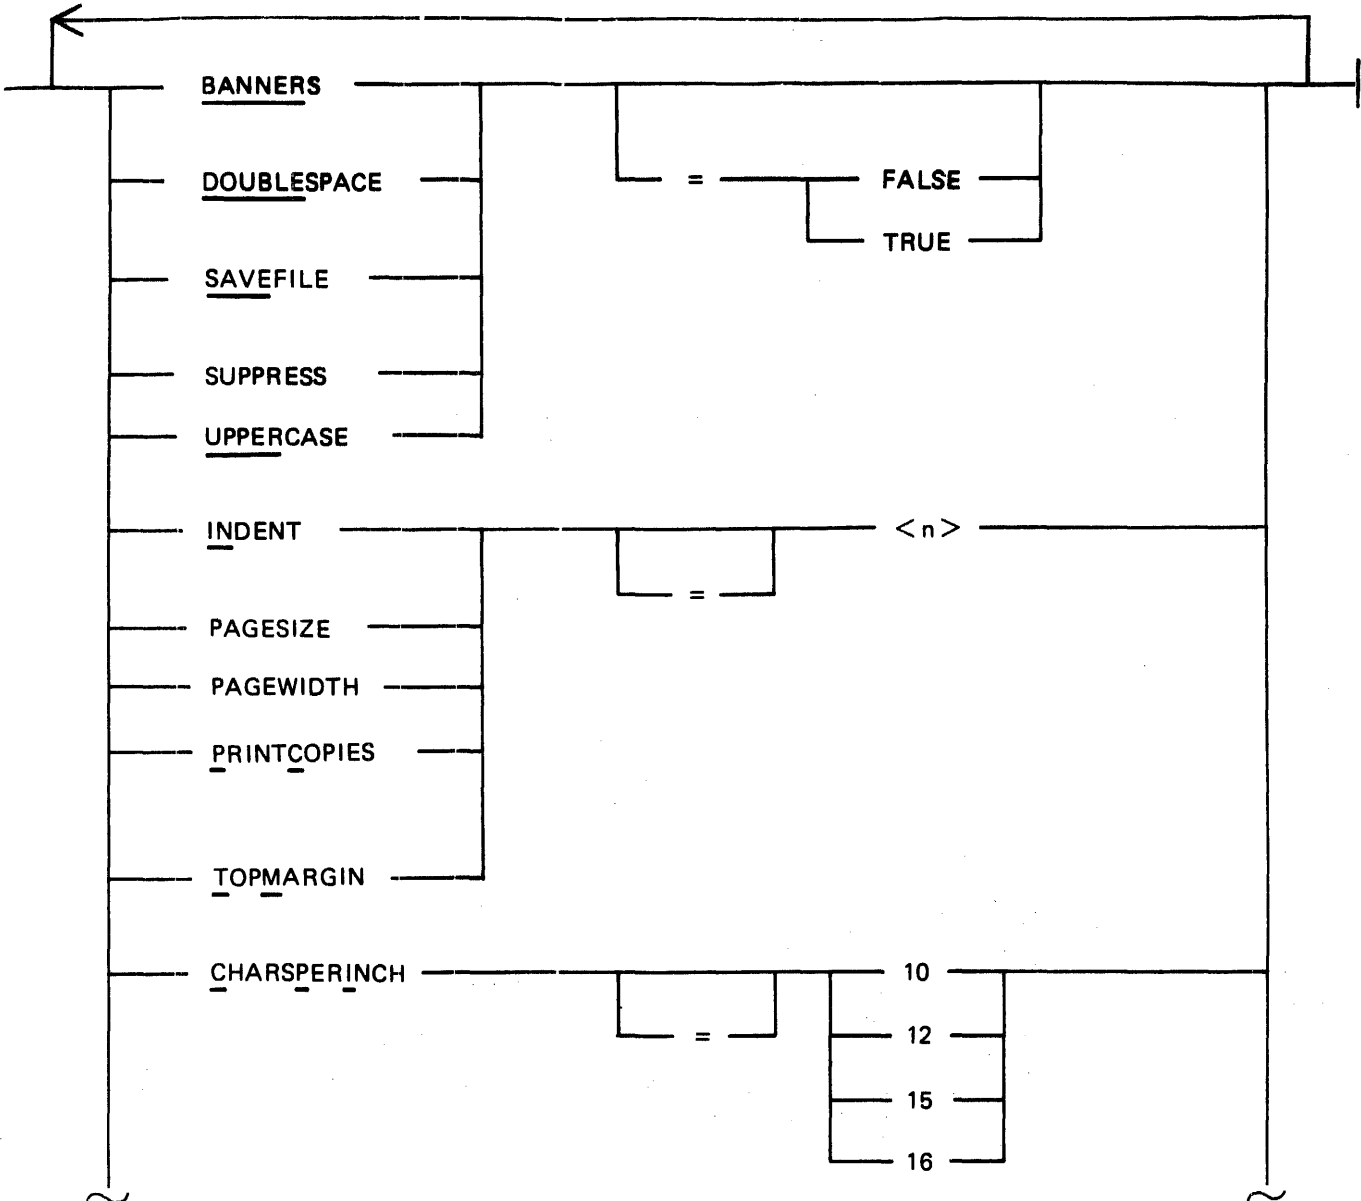 BANNERS
DOUBLESPACE = FALSE
TRUE
SAVEFILE
SUPPRESS
UPPERCASE
INDENT <n>
=
PAGESIZE
PAGEWIDTH
PRINTCOPIES
TOPMARGIN
CHARSPERINCH 10
= 12
15
16